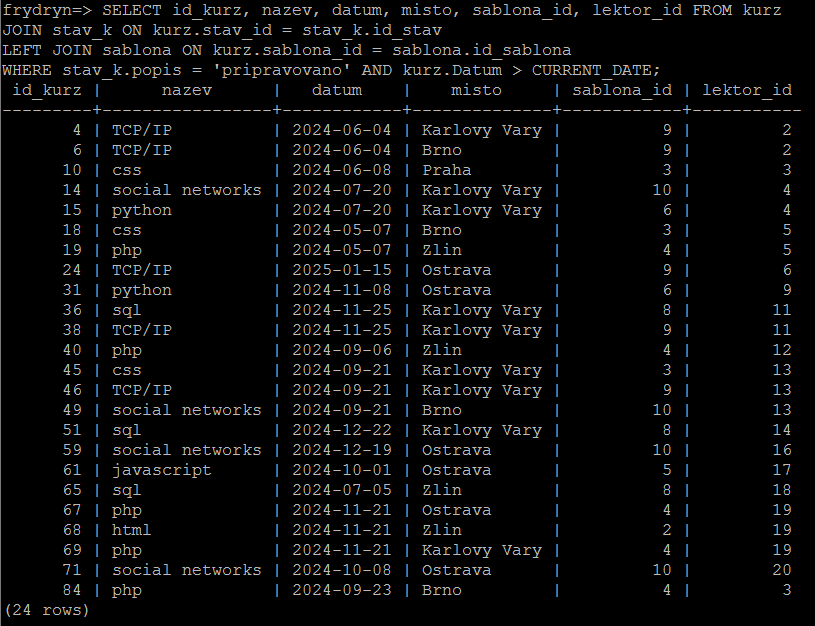 frydryn=> SELECT id_kurz, nazev, datum, misto, sablona_id, lektor_id FROM kurz
JOIN stav_k ON kurz.stav_id = stav_k.id_stav
LEFT JOIN sablona ON kurz.sablona_id = sablona.id_sablona
WHERE stav_k.popis = 'pripravovano' AND kurz.Datum > CURRENT_DATE;
 id_kurz |      nazev      |   datum    |    misto     | sablona_id | lektor_id
---------+-----------------+------------+--------------+------------+-----------
       4 | TCP/IP          | 2024-06-04 | Karlovy Vary |          9 |         2
       6 | TCP/IP          | 2024-06-04 | Brno         |          9 |         2
      10 | css             | 2024-06-08 | Praha        |          3 |         3
      14 | social networks | 2024-07-20 | Karlovy Vary |         10 |         4
      15 | python          | 2024-07-20 | Karlovy Vary |          6 |         4
      18 | css             | 2024-05-07 | Brno         |          3 |         5
      19 | php             | 2024-05-07 | Zlin         |          4 |         5
      24 | TCP/IP          | 2025-01-15 | Ostrava      |          9 |         6
      31 | python          | 2024-11-08 | Ostrava      |          6 |         9
      36 | sql             | 2024-11-25 | Karlovy Vary |          8 |        11
      38 | TCP/IP          | 2024-11-25 | Karlovy Vary |          9 |        11
      40 | php             | 2024-09-06 | Zlin         |          4 |        12
      45 | css             | 2024-09-21 | Karlovy Vary |          3 |        13
      46 | TCP/IP          | 2024-09-21 | Karlovy Vary |          9 |        13
      49 | social networks | 2024-09-21 | Brno         |         10 |        13
      51 | sql             | 2024-12-22 | Karlovy Vary |          8 |        14
      59 | social networks | 2024-12-19 | Ostrava      |         10 |        16
      61 | javascript      | 2024-10-01 | Ostrava      |          5 |        17
      65 | sql             | 2024-07-05 | Zlin         |          8 |        18
      67 | php             | 2024-11-21 | Ostrava      |          4 |        19
      68 | html            | 2024-11-21 | Zlin         |          2 |        19
      69 | php             | 2024-11-21 | Karlovy Vary |          4 |        19
      71 | social networks | 2024-10-08 | Ostrava      |         10 |        20
      84 | php             | 2024-09-23 | Brno         |          4 |         3
(24 rows)